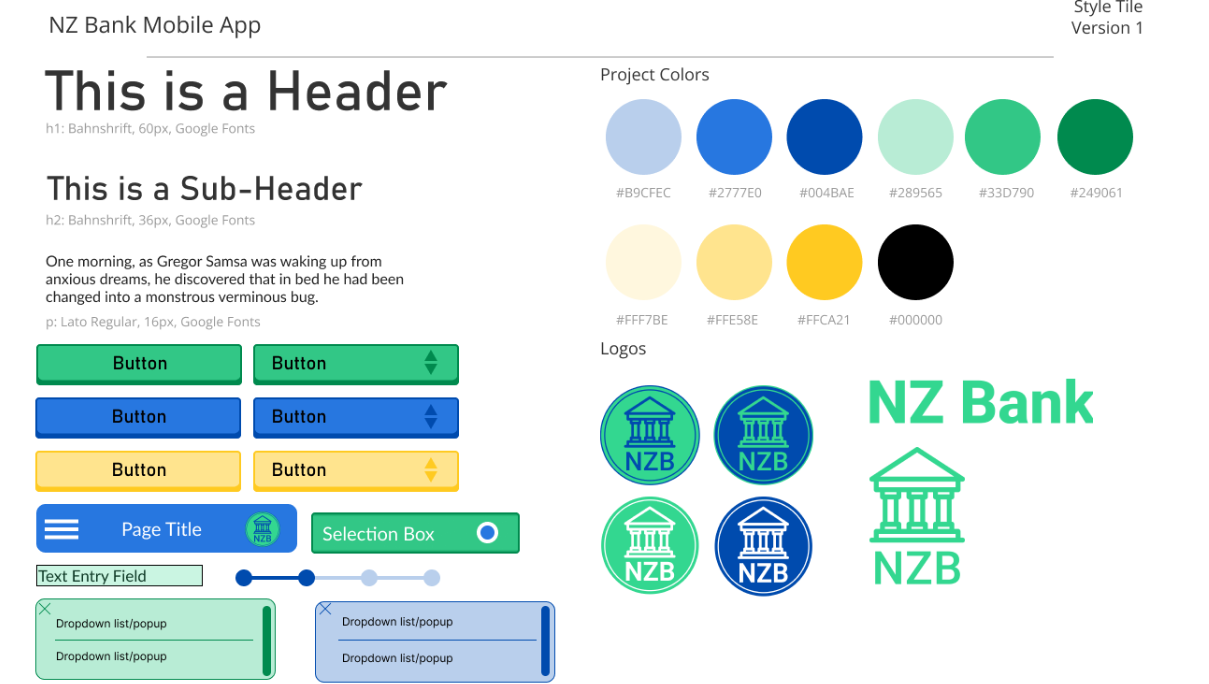 NZ Bank Mobile App
Style Tile
Version 1
This is a Header
h1: Bahnshrift, 60px, Google Fonts
This is a Sub-Header
h2: Bahnshrift, 36px, Google Fonts
One morning, as Gregor Samsa was waking up from
anxious dreams, he discovered that in bed he had been
changed into a monstrous verminous bug.
p: Lato Regular, 16px, Google Fonts
Button
Button
Button
Button
Button
Button
Page Title
NZB
Selection Box
Text Entry Field
Dropdown list/popup
Dropdown list/popup
Dropdown list/popup
Dropdown list/popup
Project Colors
#B9CFEC
#2777E0
#004BAE
#289565
#33D790
#249061
#FFF7BE
#FFE58E
#FFCA21
#000000
Logos
NZB
NZB
NZB
NZB
NZ Bank
NZB